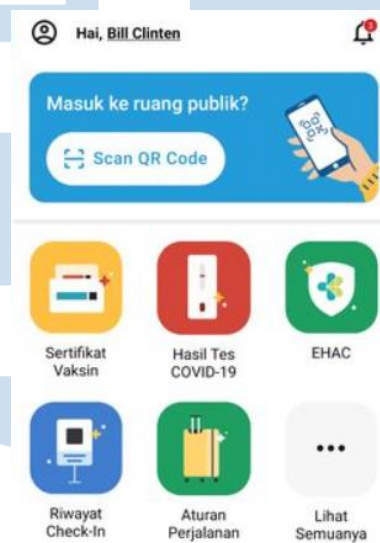 Hai, Bill Clinten
3
Masuk ke ruang publik?
Scan QR Code
Sertifikat
Vaksin
Hasil Tes
COVID-19
EHAC
Riwayat
Check-In
Aturan
Perjalanan
Lihat
Semuanya